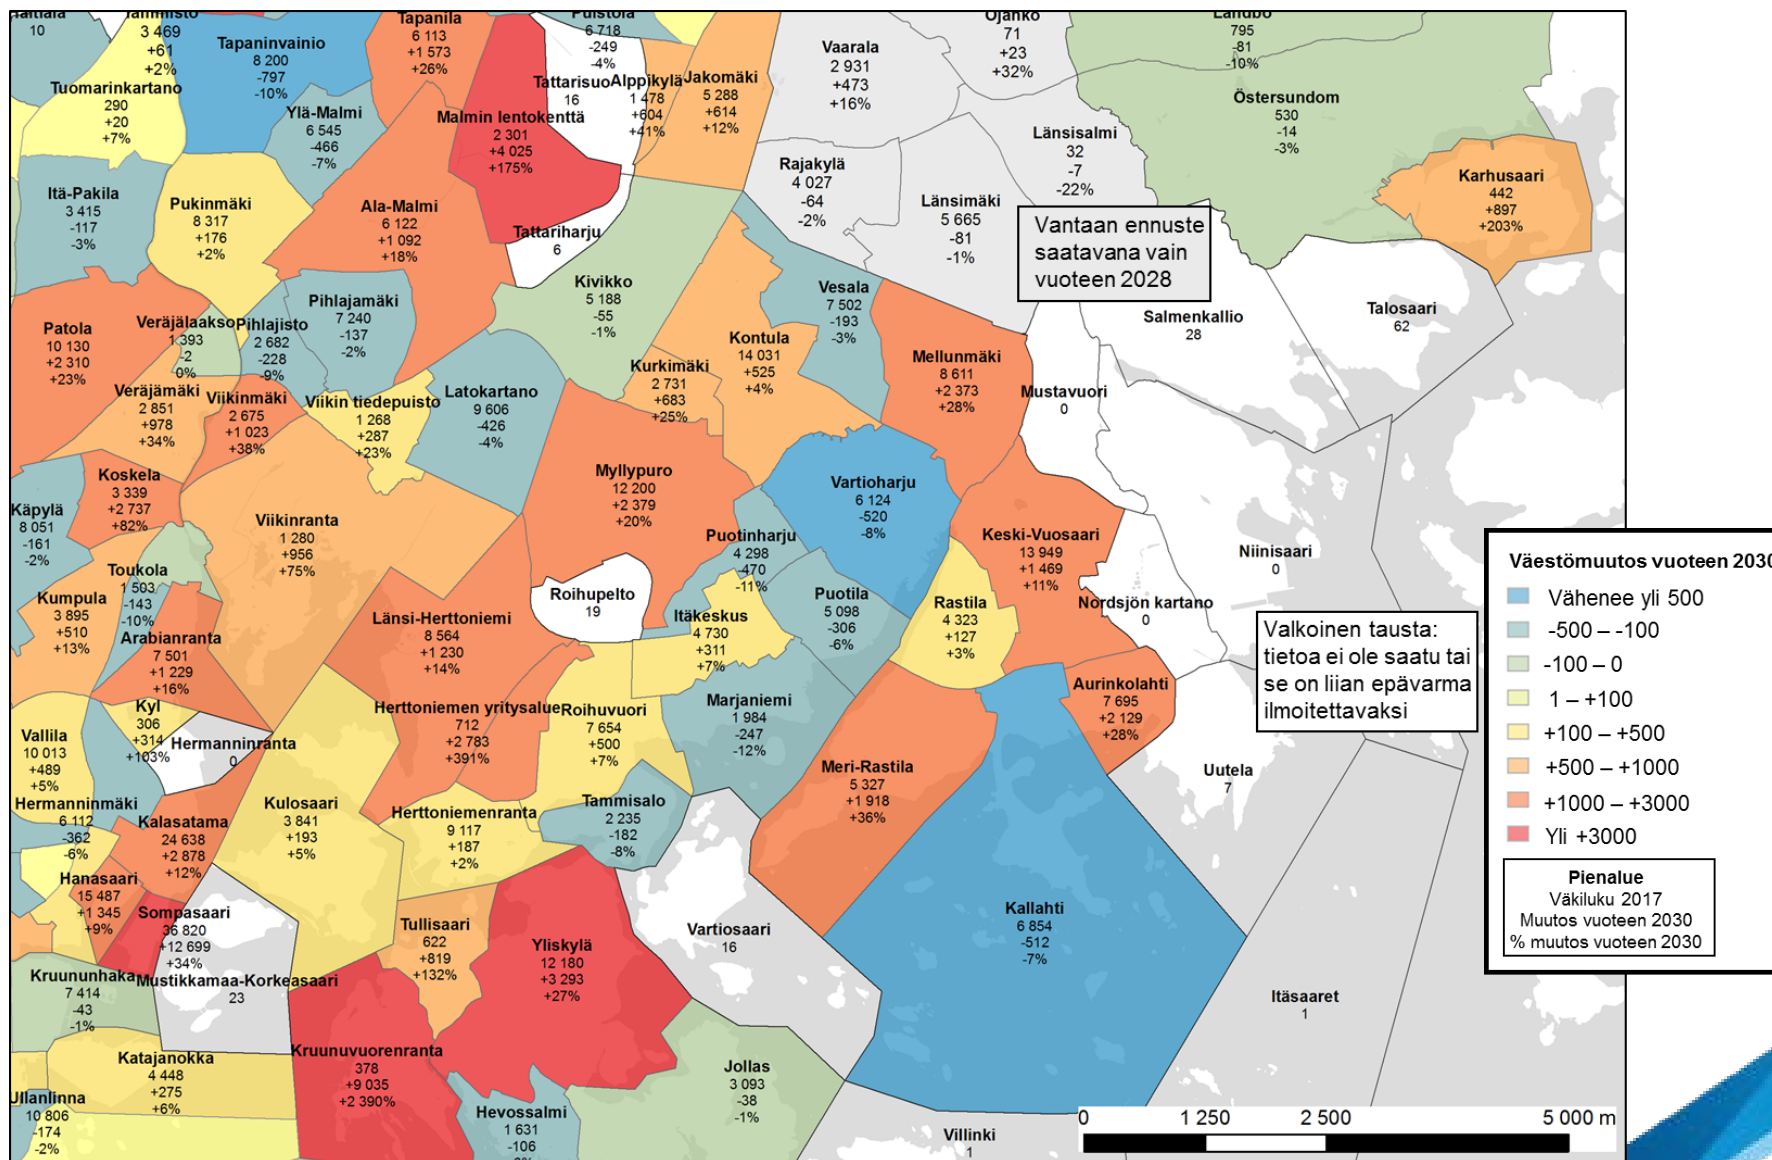 10
Tammisto
3 469
+61
+2%
Tapaninvainio
8 200
-797
-10%
Tapanila
6 113
+1 573
+26%
Puistola
6 718
-249
-4%
Tattarisuo
16
Alppikylä
1 478
+604
+41%
Jakomäki
5 288
+614
+12%
Vaarala
2 931
+473
+16%
Ojanko
71
+23
+32%
Landbo
795
-81
-10%
Östersundom
530
-14
-3%
Tuomarinkartano
290
+20
+7%
Ylä-Malmi
6 545
-466
-7%
Malmin lentokenttä
2 301
+4 025
+175%
Länsisalmi
32
-7
-22%
Rajakylä
4 027
-64
-2%
Länsimäki
5 665
-81
-1%
Karhusaari
442
+897
+203%
Itä-Pakila
3 415
-117
-3%
Pukinmäki
8 317
+176
+2%
Ala-Malmi
6 122
+1 092
+18%
Tattariharju
6
Vantaan ennuste
saatavana vain
vuoteen 2028
Kivikko
5 188
-55
-1%
Vesala
7 502
-193
-3%
Pihlajamäki
7 240
-137
-2%
Patola
10 130
+2 310
+23%
Veräjälaakso
1 393
-2
0%
Pihlajisto
2 682
-228
-9%
Kontula
14 031
+525
+4%
Salmenkallio
28
Talosaari
62
Mellunmäki
8 611
+2 373
+28%
Kurkimäki
2 731
+683
+25%
Mustavuori
0
Veräjämäki
2 851
+978
+34%
Viikinmäki
2 675
+1 023
+38%
Viikin tiedepuisto
1 268
+287
+23%
Latokartano
9 606
-426
-4%
Koskela
3 339
+2 737
+82%
Myllypuro
12 200
+2 379
+20%
Vartioharju
6 124
-520
-8%
Käpylä
8 051
-161
-2%
Viikinranta
1 280
+956
+75%
Puotinharju
4 298
-470
-11%
Keski-Vuosaari
13 949
+1 469
+11%
Niinisaari
0
Toukola
1 503
-143
-10%
Kumpula
3 895
+510
+13%
Roihupelto
19
Puotila
5 098
-306
-6%
Rastila
4 323
+127
+3%
Nordsjön kartano
0
Länsi-Herttoniemi
8 564
+1 230
+14%
Itäkeskus
4 730
+311
+7%
Arabianranta
7 501
+1 229
+16%
Valkoinen tausta:
tietoa ei ole saatu tai
se on liian epävarma
ilmoitettavaksi
Marjaniemi
1 984
-247
-12%
Aurinkolahti
7 695
+2 129
+28%
Kyl
306
+314
+103%
Herttoniemen yritysalue
712
+2 783
+391%
Roihuvuori
7 654
+500
+7%
Vallila
10 013
+489
+5%
Hermanninranta
0
Meri-Rastila
5 327
+1 918
+36%
Uutela
7
Hermanninmäki
6 112
-362
-6%
Kalasatama
24 638
+2 878
+12%
Kulosaari
3 841
+193
+5%
Herttoniemenranta
9 117
+187
+2%
Tammisalo
2 235
-182
-8%
Hanasaari
15 487
+1 345
+9%
Sompasaari
36 820
+12 699
+34%
Tullisaari
622
+819
+132%
Yliskylä
12 180
+3 293
+27%
Vartiosaari
16
Kallahti
6 854
-512
-7%
Kruununhaka
7 414
-43
-1%
Mustikkamaa-Korkeasaari
23
Itäsaaret
1
Katajanokka
4 448
+275
+6%
Kruunuvuorenranta
378
+9 035
+2 390%
Jollas
3 093
-38
-1%
Ullanlinna
10 806
-174
-2%
Hevossalmi
1 631
-106
Villinki
1
0 1 250 2 500 5 000 m
Väestömuutos vuoteen 2030
Vähenee yli 500
-500 – -100
-100 – 0
1 – +100
+100 – +500
+500 – +1000
+1000 – +3000
Yli +3000
Pienalue
Väkiluku 2017
Muutos vuoteen 2030
% muutos vuoteen 2030